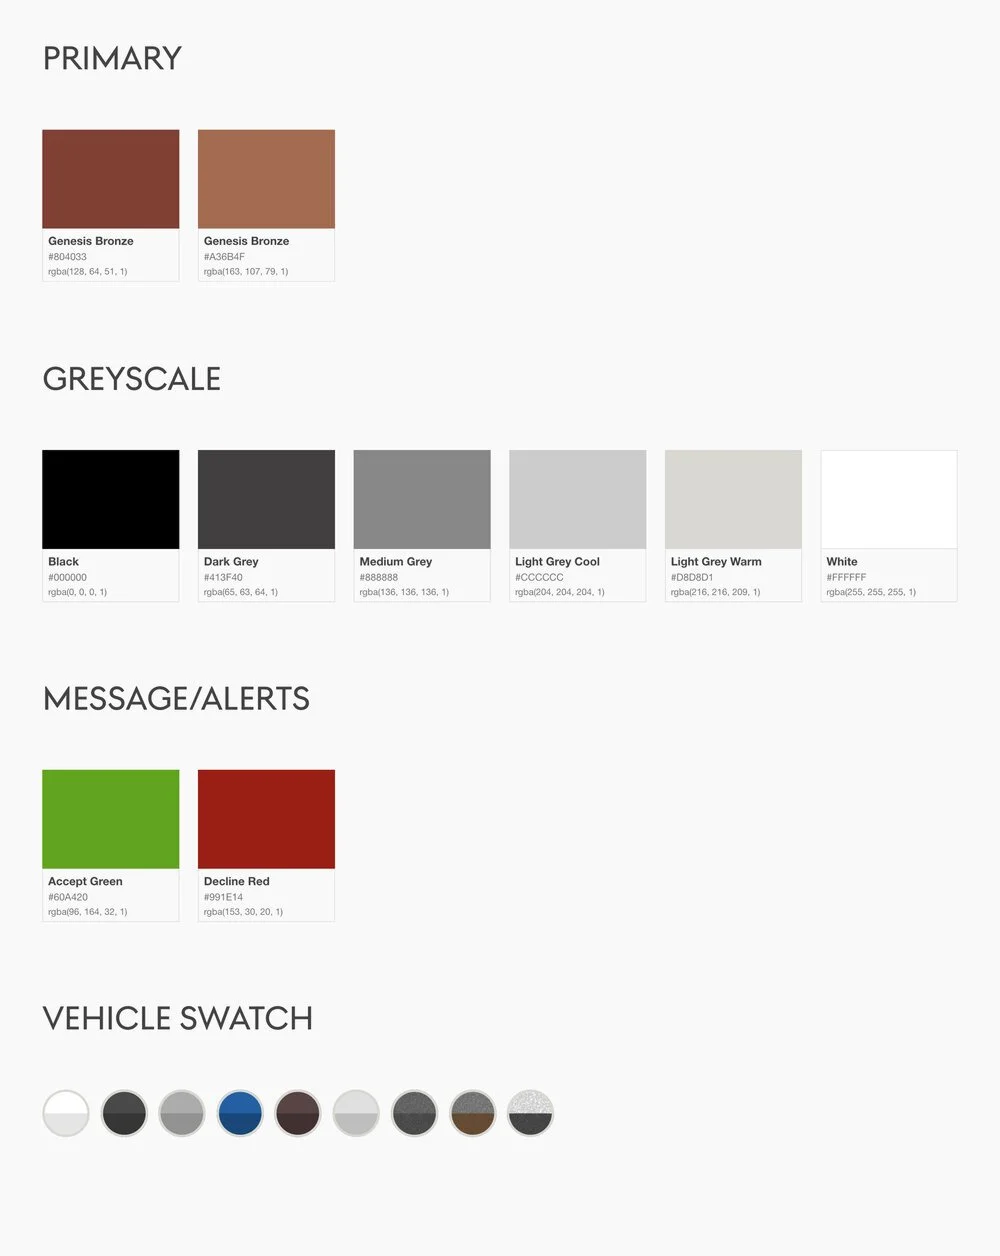 PRIMARY
Genesis Bronze
#804033
rgba(128, 64, 51, 1)
Genesis Bronze
#A36B4F
rgba(163, 107, 79, 1)
GREYSCALE
Black
#000000
rgba(0, 0, 0, 1)
Dark Grey
#413F40
rgba(65, 63, 64, 1)
Medium Grey
#888888
rgba(136, 136, 136, 1)
Light Grey Cool
#CCCCCC
rgba(204, 204, 204, 1)
Light Grey Warm
#D8D8D1
rgba(216, 216, 209, 1)
White
#FFFFFF
rgba(255, 255, 255, 1)
MESSAGE/ALERTS
Accept Green
#60A420
rgba(96, 164, 32, 1)
Decline Red
#991E14
rgba(153, 30, 20, 1)
VEHICLE SWATCH